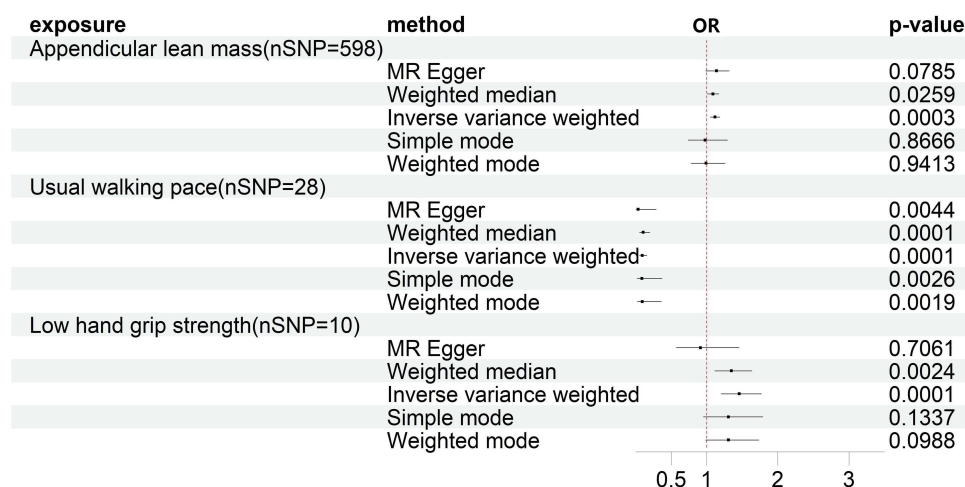 exposure method OR p-value
Appendicular lean mass(nSNP=598)
MR Egger 0.0785
Weighted median 0.0259
Inverse variance weighted 0.0003
Simple mode 0.8666
Weighted mode 0.9413
Usual walking pace(nSNP=28)
MR Egger 0.0044
Weighted median 0.0001
Inverse variance weighted 0.0001
Simple mode 0.0026
Weighted mode 0.0019
Low hand grip strength(nSNP=10)
MR Egger 0.7061
Weighted median 0.0024
Inverse variance weighted 0.0001
Simple mode 0.1337
Weighted mode 0.0988
0.5 1 2 3